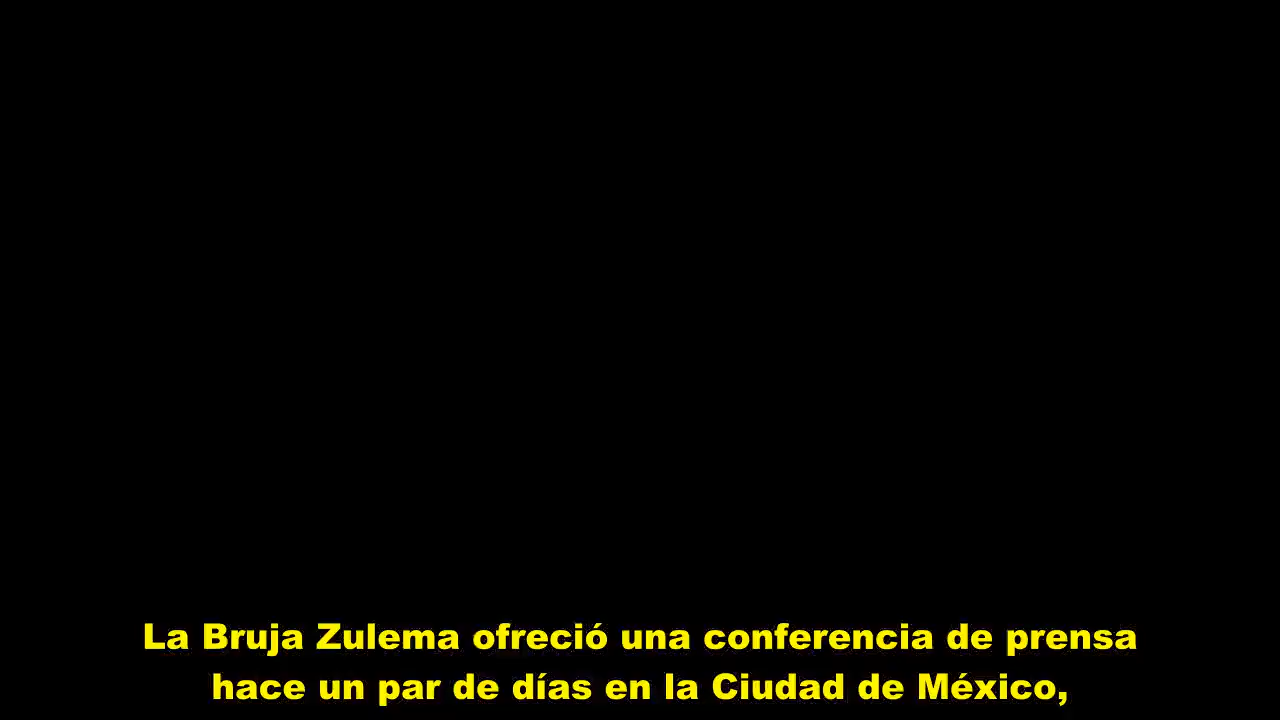 La Bruja Zulema ofreció una conferencia de prensa
hace un par de días en la Ciudad de México,